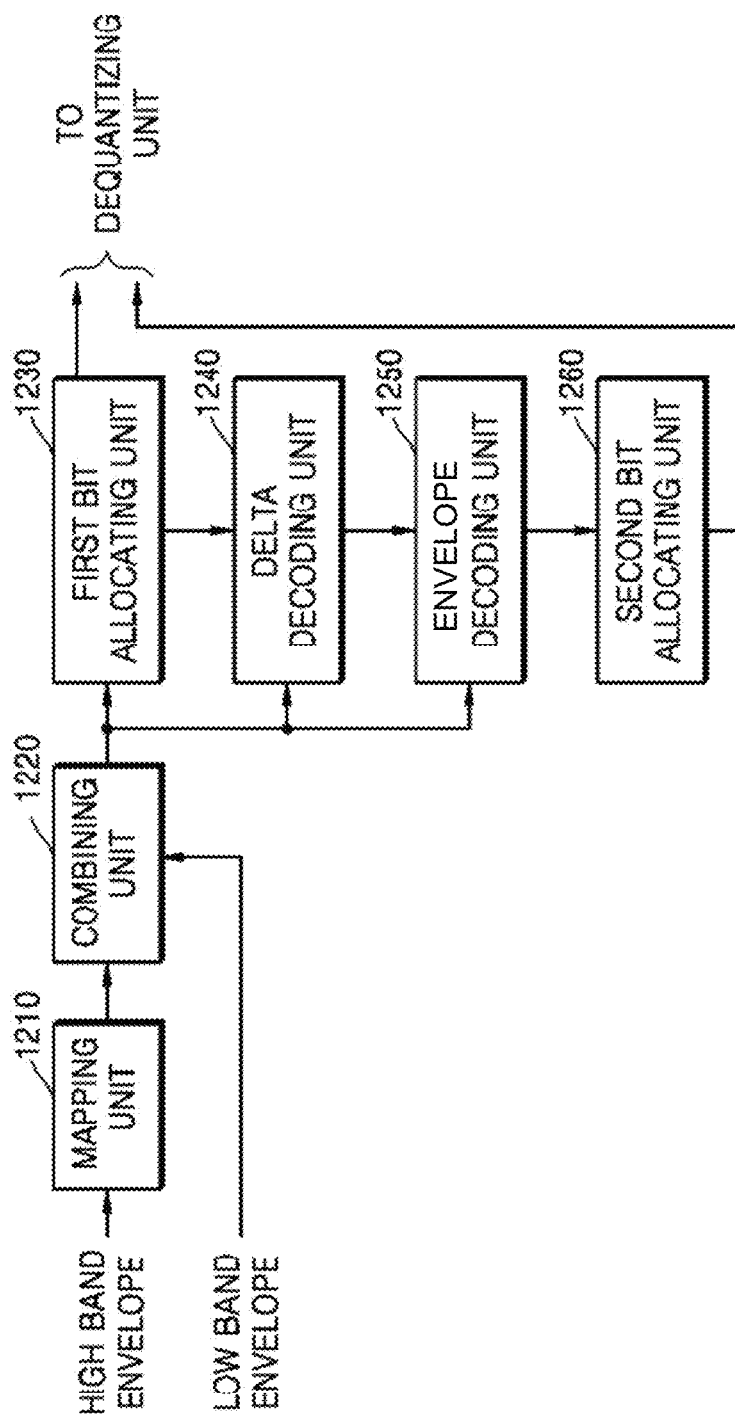 HIGH BAND
ENVELOPE
LOW BAND
ENVELOPE
1210
MAPPING
UNIT
1220
COMBINING
UNIT
1230
FIRST BIT
ALLOCATING UNIT
1240
DELTA
DECODING UNIT
1250
ENVELOPE
DECODING UNIT
1260
SECOND BIT
ALLOCATING UNIT
TO
DEQUANTIZING
UNIT